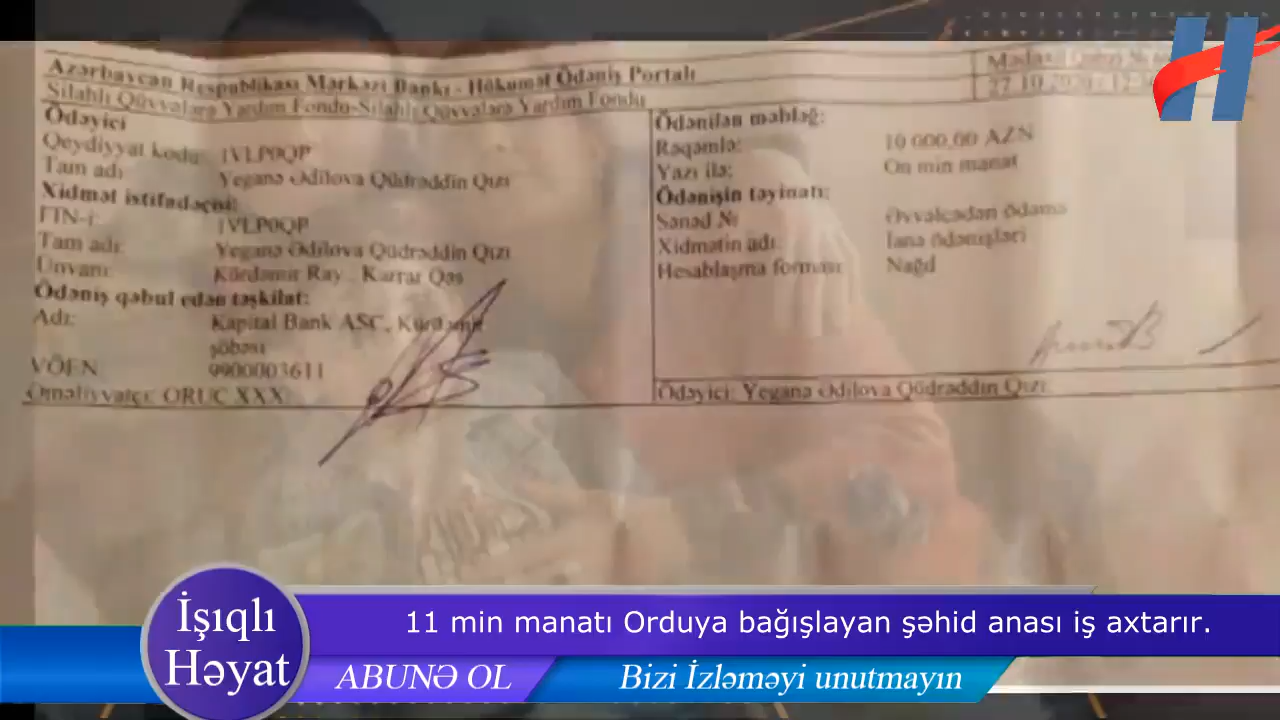 Azərbaycan Respublikası Mərkəzi Bankı - Hökumət Ödəniş Portalı
Silahlı Qüvvələrə Yardım Fondu-Silahlı Qüvvələrə Yardım Fondu
27.10.2020
Ödəyici
Qeydiyyat kodu: 1VLP0QP
Tam adı: Yeganə Ədilova Qüdrəddin Qızı
Xidmət istifadəçisi:
FİN-i: 1VLP0QP
Tam adı: Yeganə Ədilova Qüdrəddin Qızı
Ünvanı: Kürdəmir Ray., Karrar Qəs
Ödəniş qəbul edən təşkilat:
Adı: Kapital Bank ASC, Kürdəmir
şöbəsi
VÖEN 9900003611
Əməliyyatçı: ORUC XXX
Ödənilən məbləğ:
Rəqəmlə: 10 000,00 AZN
Yazı ilə: On min manat
Ödənişin təyinatı:
Sənəd № Əvvəlcədən ödəmə
Xidmətin adı: İanə ödənişləri
Hesablaşma forması: Nağd
Ödəyici: Yeganə Ədilova Qüdrəddin Qızı
H
İşıqlı
Həyat
11 min manatı Orduya bağışlayan şəhid anası iş axtarır.
ABUNƏ OL
Bizi İzləməyi unutmayın